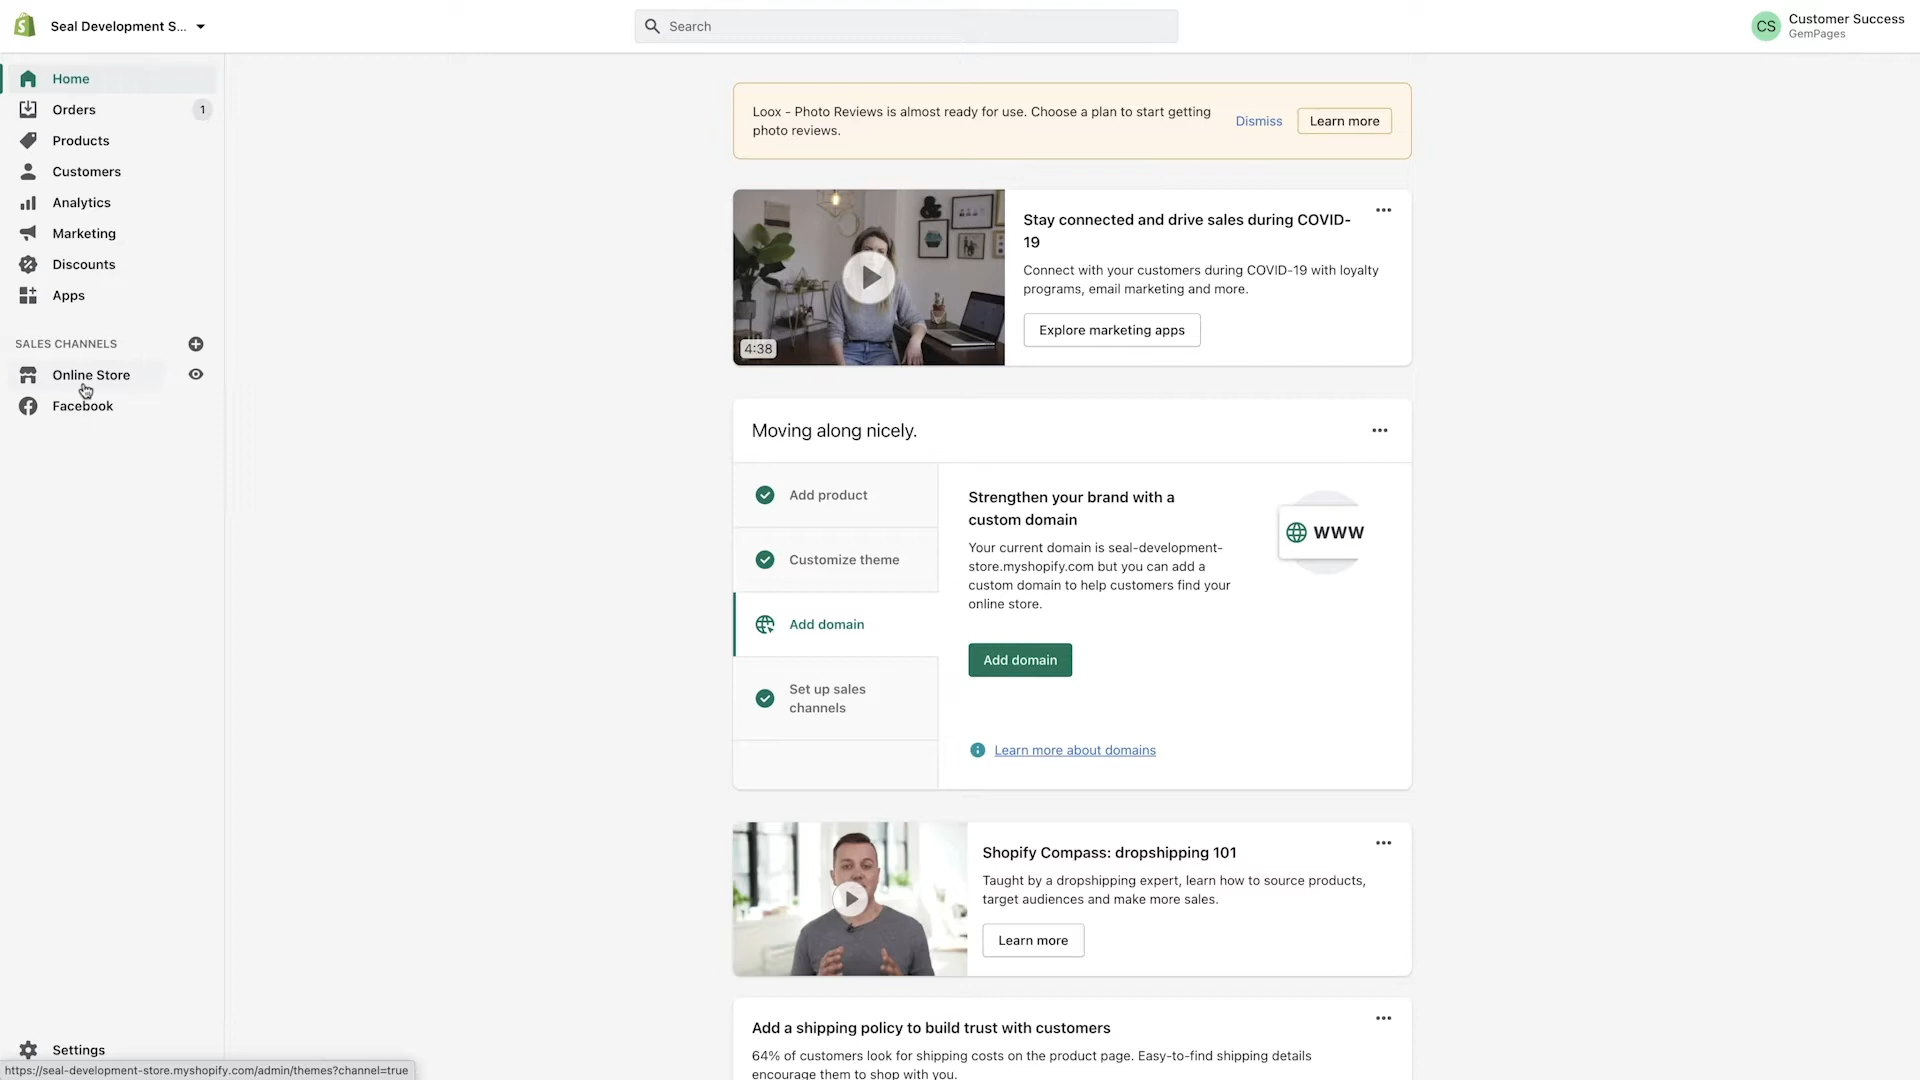 Seal Development S...
Search
CS
Customer Success
GemPages
Home
Orders
1
Products
Customers
Analytics
Marketing
Discounts
Apps
SALES CHANNELS
Online Store
Facebook
Settings
https://seal-development-store.myshopify.com/admin/themes?channel=true
Loox - Photo Reviews is almost ready for use. Choose a plan to start getting
photo reviews.
Dismiss
Learn more
4:38
Stay connected and drive sales during COVID-
19
Connect with your customers during COVID-19 with loyalty
programs, email marketing and more.
Explore marketing apps
Moving along nicely.
Add product
Customize theme
Add domain
Set up sales
channels
Strengthen your brand with a
custom domain
Your current domain is seal-development-
store.myshopify.com but you can add a
custom domain to help customers find your
online store.
WWW
Add domain
Learn more about domains
Shopify Compass: dropshipping 101
Taught by a dropshipping expert, learn how to source products,
target audiences and make more sales.
Learn more
Add a shipping policy to build trust with customers
64% of customers look for shipping costs on the product page. Easy-to-find shipping details
encourage them to shop with you.